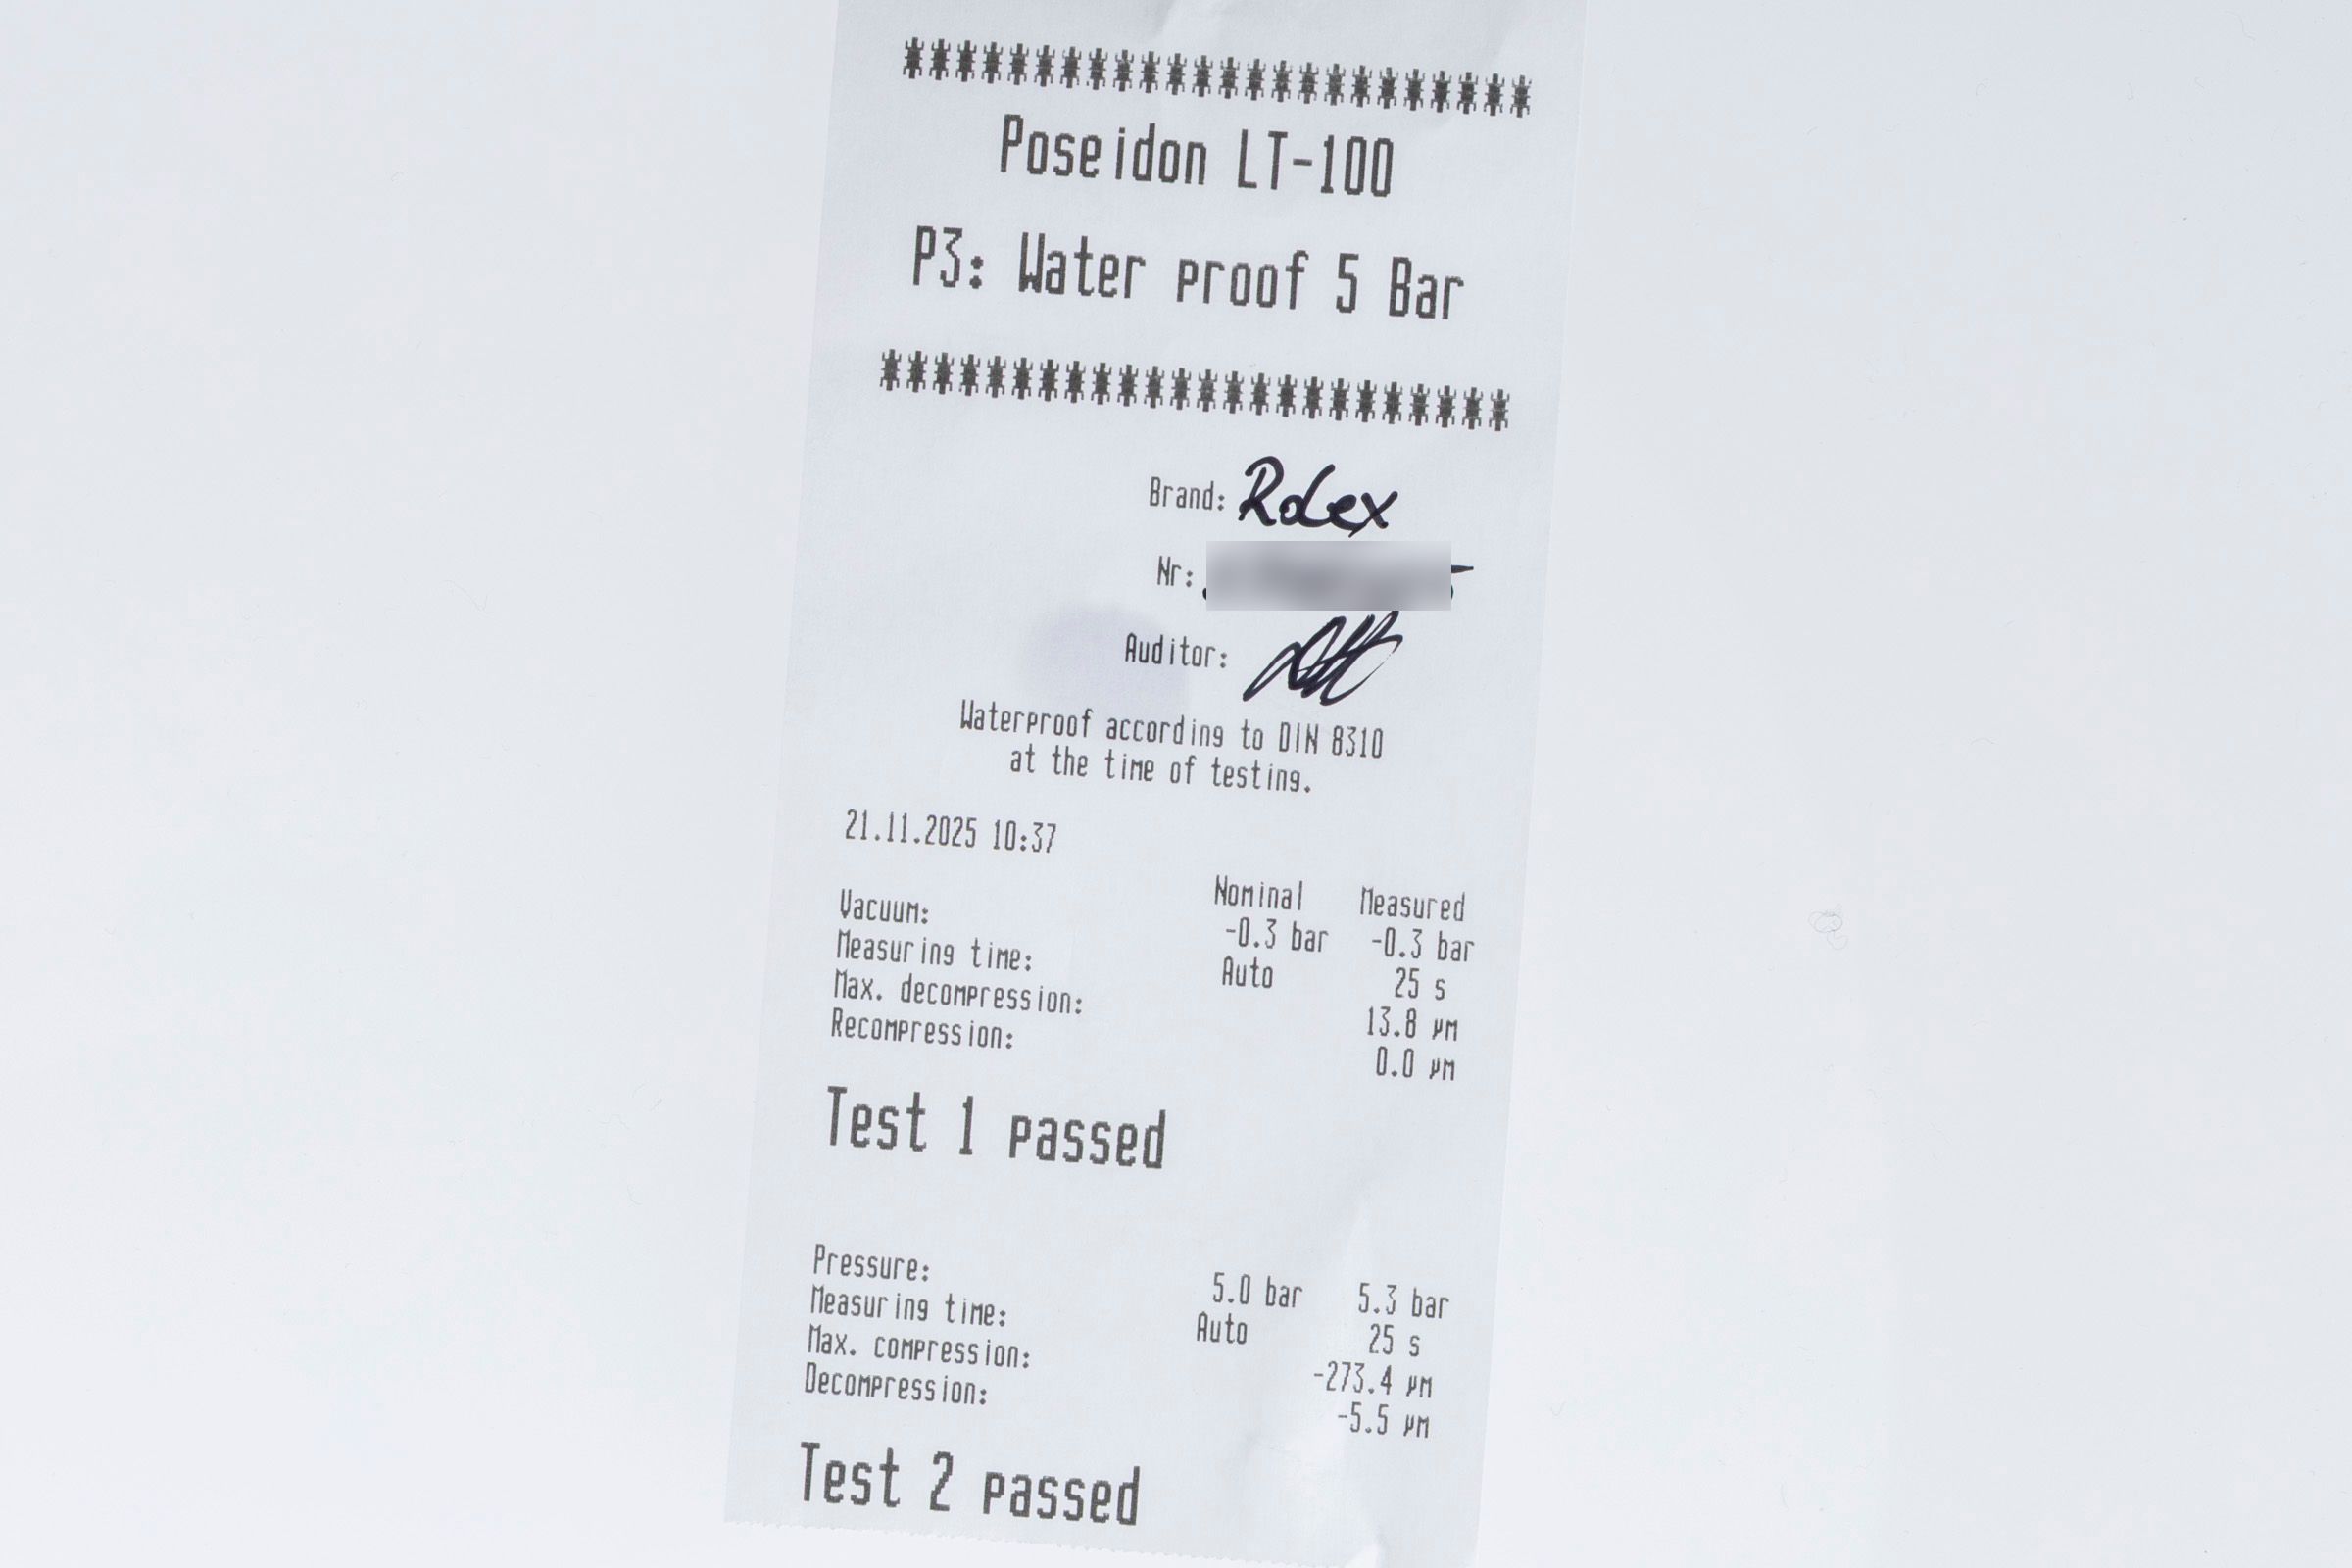 Poseidon LT-100
P3: Water proof 5 Bar
Brand: Rolex
Nr:
Auditor:
Waterproof according to DIN 8310
at the time of testing.
21.11.2025 10:37
Nominal Measured
Vacuum: -0.3 bar -0.3 bar
Measuring time: Auto 25 s
Max. decompression: 13.8 µm
Recompression: 0.0 µm
Test 1 passed
Pressure: 5.0 bar 5.3 bar
Measuring time: Auto 25 s
Max. compression: -273.4 µm
Decompression: -5.5 µm
Test 2 passed